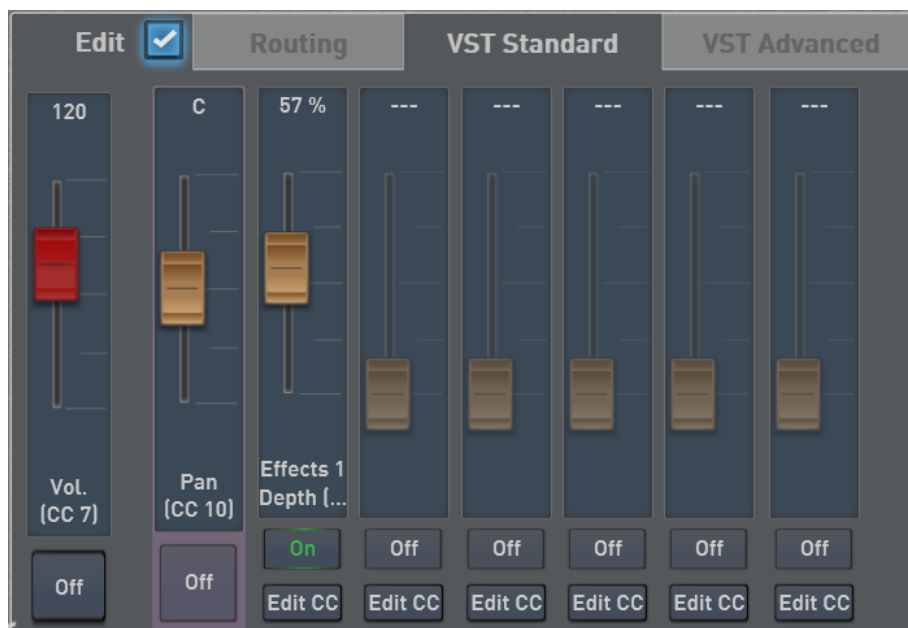 Edit Routing VST Standard VST Advanced
120 C 57 % --- --- --- --- ---
Vol.
(CC 7)
Pan
(CC 10)
Effects 1
Depth (...
Off Off On Off Off Off Off Off
Edit CC Edit CC Edit CC Edit CC Edit CC Edit CC